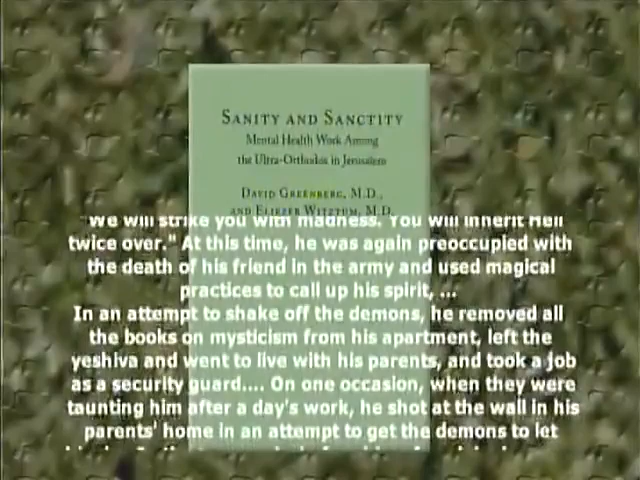 SANITY AND SANCTITY
Mental Health Work Among
the Ultra-Orthodox in Jerusalem
DAVID GREENBERG, M.D.,
AND ELIEZER WITZTUM, M.D.
"We will strike you with madness. You will inherit Hell
twice over." At this time, he was again preoccupied with
the death of his friend in the army and used magical
practices to call up his spirit, ...
In an attempt to shake off the demons, he removed all
the books on mysticism from his apartment, left the
yeshiva and went to live with his parents, and took a job
as a security guard.... On one occasion, when they were
taunting him after a day's work, he shot at the wall in his
parents' home in an attempt to get the demons to let